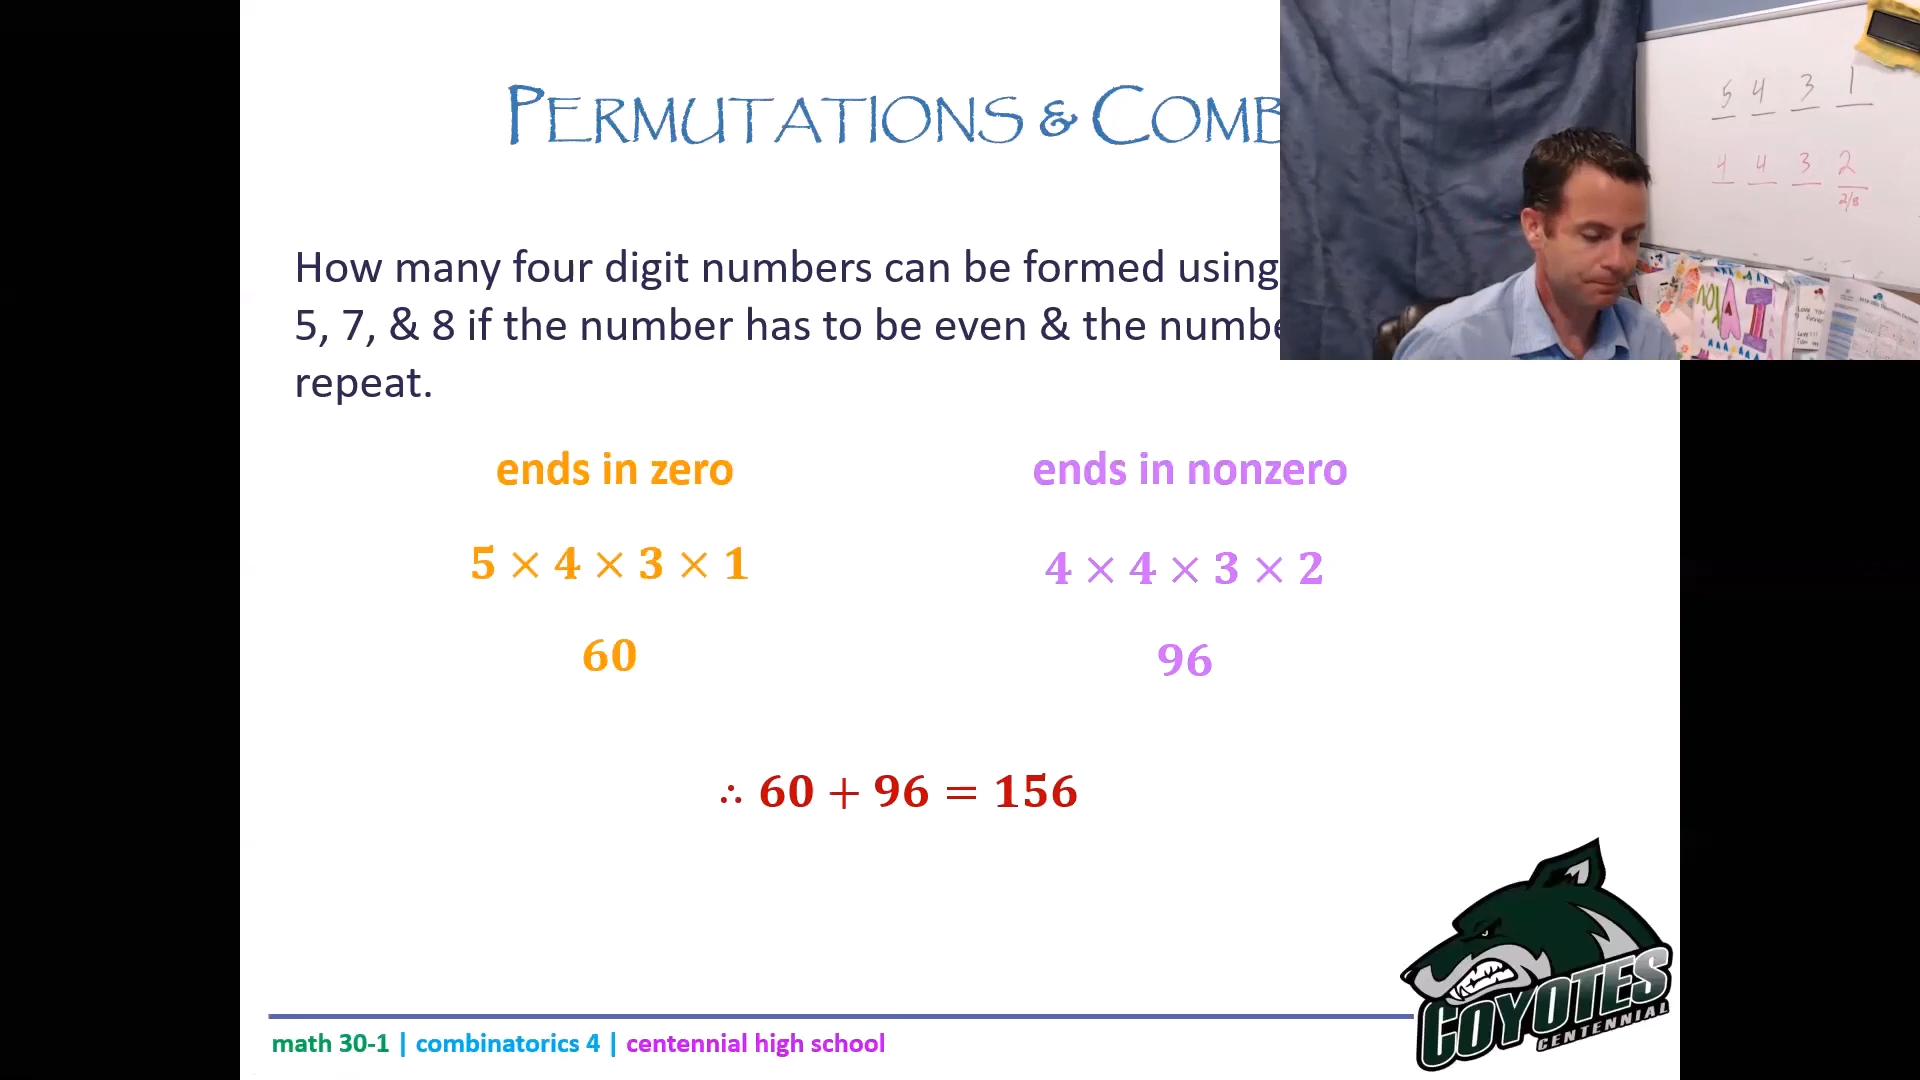 PERMUTATIONS & COMB
How many four digit numbers can be formed using
5, 7, & 8 if the number has to be even & the numbe
repeat.
ends in zero
ends in nonzero
5 × 4 × 3 × 1
4 × 4 × 3 × 2
60
96
∴ 60 + 96 = 156
math 30-1 | combinatorics 4 | centennial high school
COYOTES
CENTENNIAL
5 4 3 1
4 4 3 2
2/8